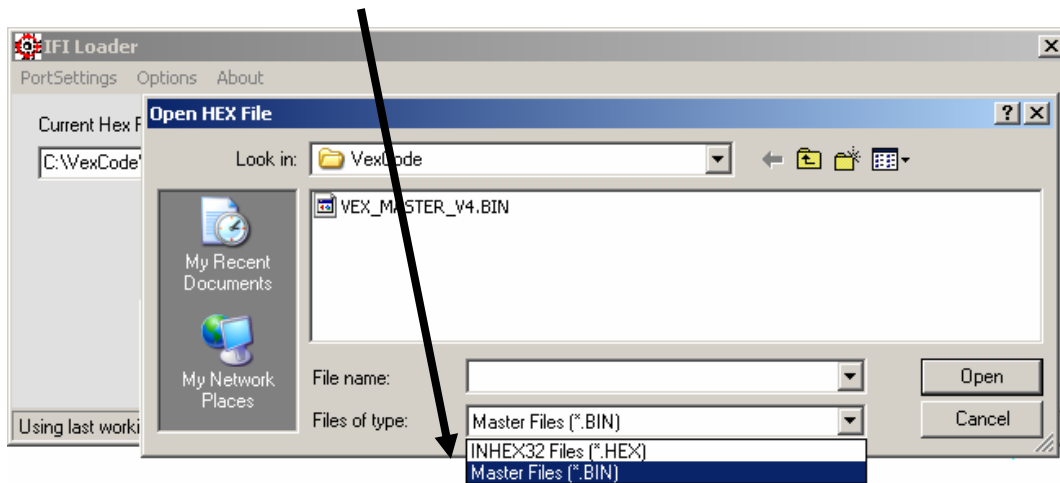 IFI Loader
PortSettings Options About
Open HEX File
Current Hex F
Look in: VexCode
C:\VexCode'
VEX_MASTER_V4.BIN
My Recent
Documents
My Network
Places
File name:
Open
Files of type: Master Files (*.BIN)
Cancel
Using last worki
INHEX32 Files (*.HEX)
Master Files (*.BIN)